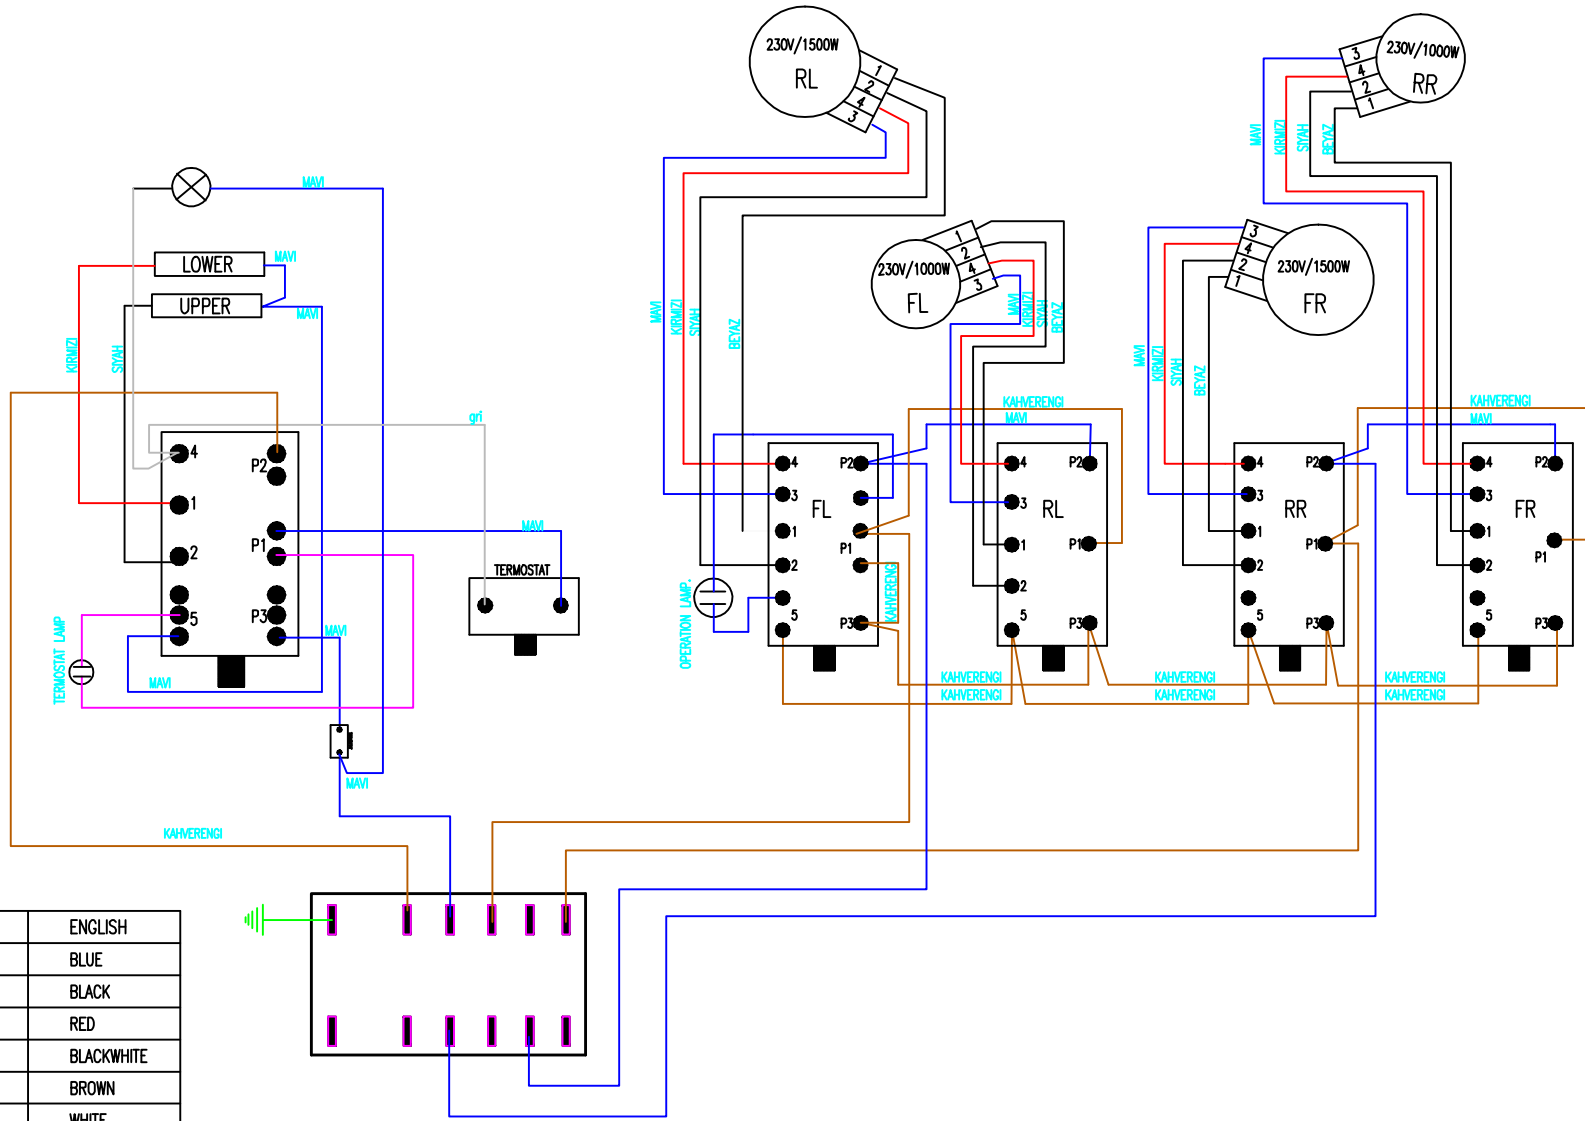 230V/1500W
RL
1
2
4
3
230V/1000W
RR
3
4
2
1
MAVI
KIRMIZI
SIYAH
BEYAZ
MAVI
LOWER
MAVI
UPPER
MAVI
KIRMIZI
SIYAH
230V/1000W
FL
1
2
4
3
MAVI
KIRMIZI
SIYAH
BEYAZ
MAVI
KIRMIZI
SIYAH
BEYAZ
230V/1500W
FR
3
4
2
1
MAVI
KIRMIZI
SIYAH
BEYAZ
gri
KAHVERENGI
MAVI
KAHVERENGI
MAVI
4
P2
1
2
P1
5
P3
MAVI
TERMOSTAT
MAVI
MAVI
TERMOSTAT LAMP
MAVI
KAHVERENGI
OPERATION LAMP.
4
P2
3
FL
1
P1
2
KAHVERENG
5
P3
4
P2
3
RL
1
P1
2
5
P3
4
P2
3
RR
1
P1
2
5
P3
4
P2
3
FR
1
P1
2
5
P3
KAHVERENGI
KAHVERENGI
KAHVERENGI
KAHVERENGI
KAHVERENGI
KAHVERENGI
ENGLISH
BLUE
BLACK
RED
BLACKWHITE
BROWN
WHITE